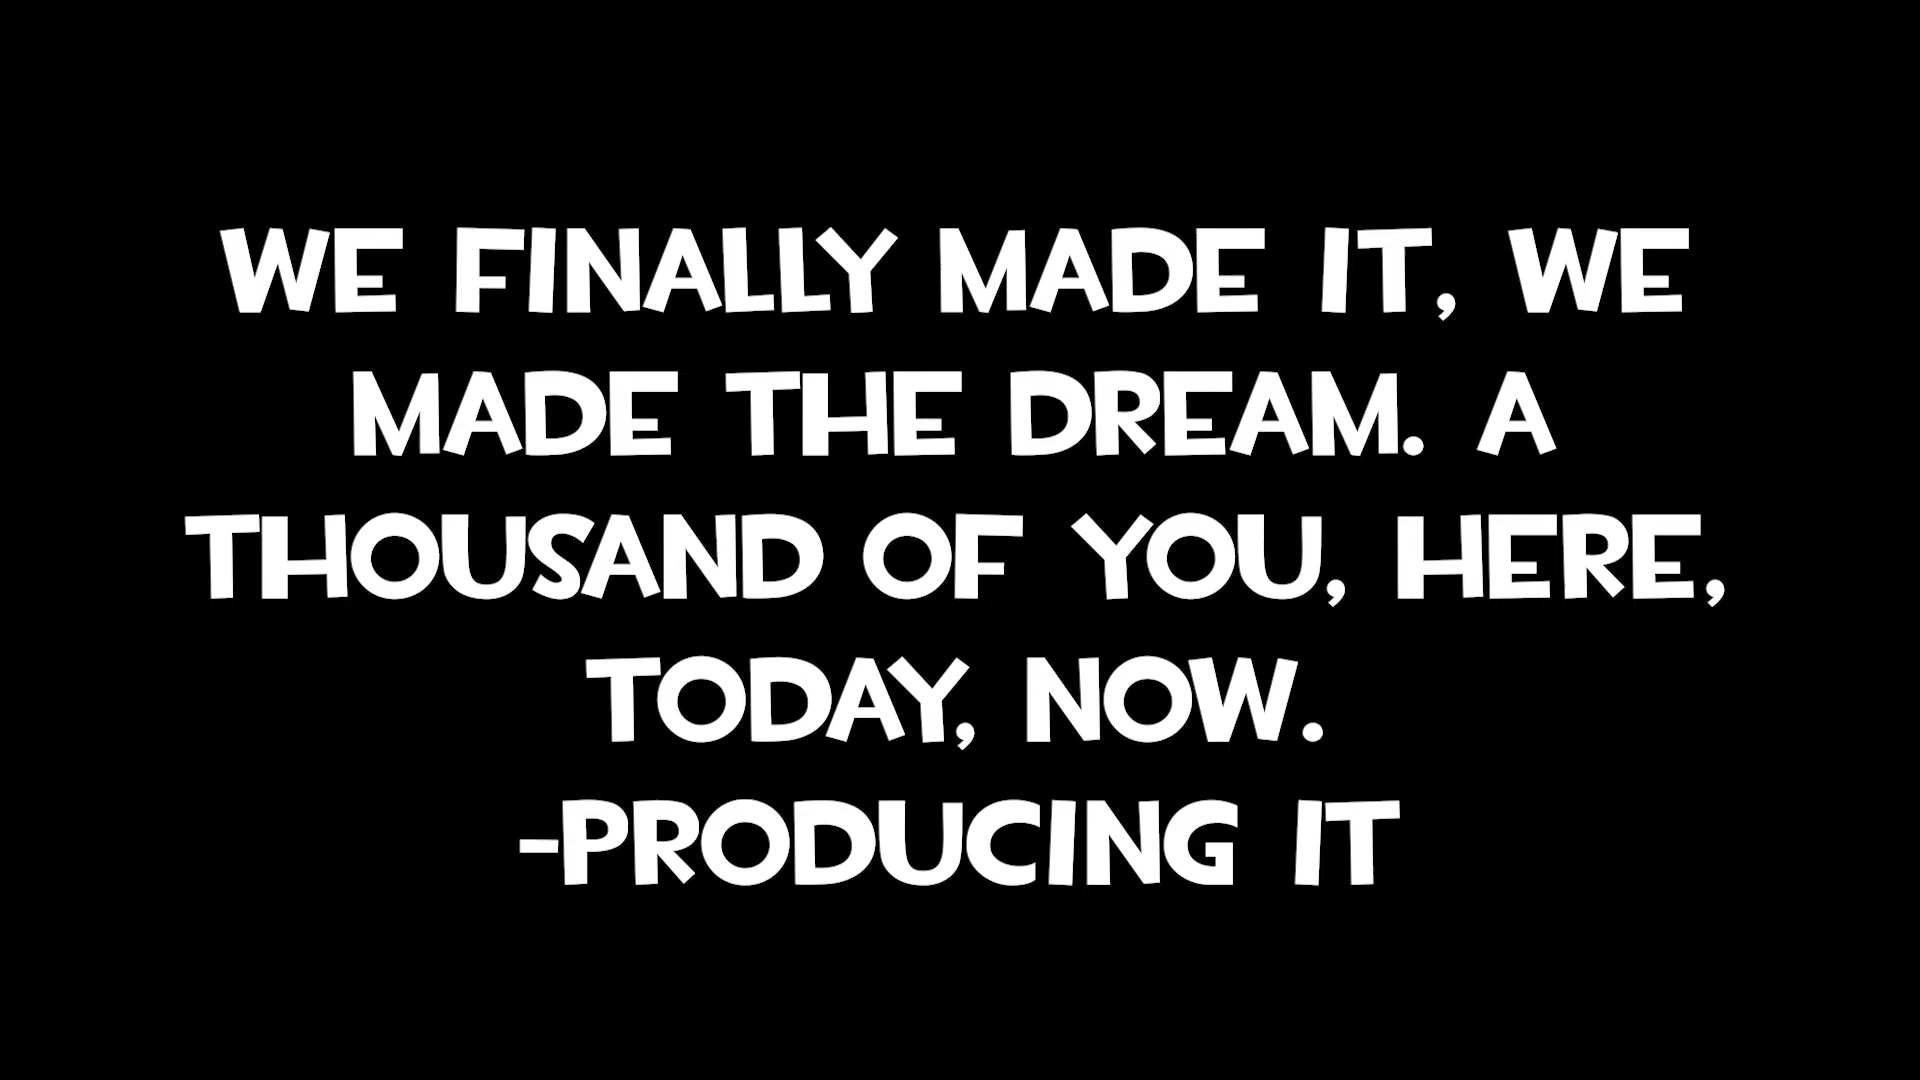 WE FINALLY MADE IT, WE
MADE THE DREAM. A
THOUSAND OF YOU, HERE,
TODAY, NOW.
-PRODUCING IT